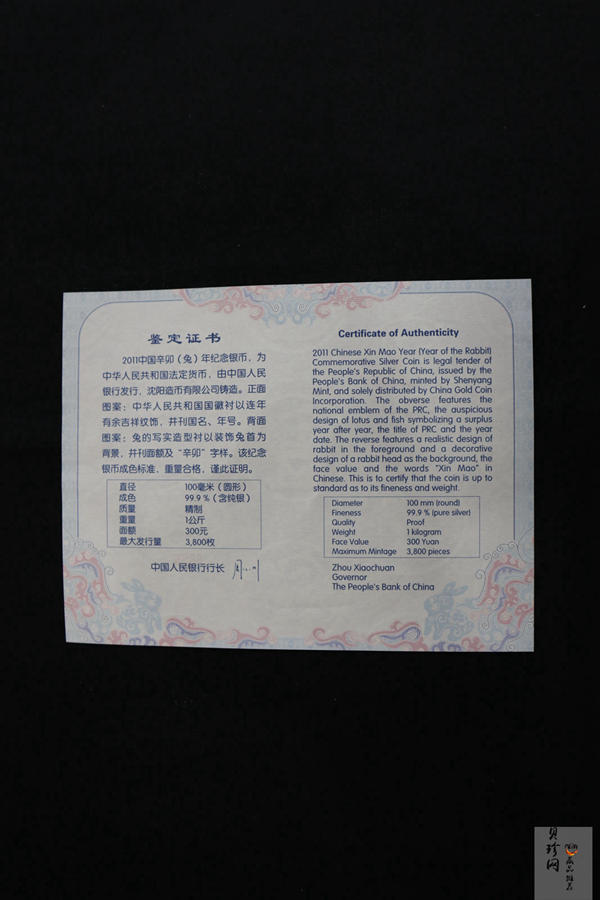 鉴定证书
2011中国辛卯（兔）年纪念银币，为
中华人民共和国法定货币，由中国人民
银行发行，沈阳造币有限公司铸造。正面
图案：中华人民共和国国徽衬以连年
有余吉祥纹饰，并刊国名、年号。背面
图案：兔的写实造型衬以装饰兔首为
背景，并刊面额及“辛卯”字样。该纪念
银币成色标准，重量合格，谨此证明。
直径 100毫米（圆形）
成色 99.9%（含纯银）
质量 精制
重量 1公斤
面额 300元
最大发行量 3,800枚
中国人民银行行长
Certificate of Authenticity
2011 Chinese Xin Mao Year (Year of the Rabbit)
Commemorative Silver Coin is legal tender of
the People's Republic of China, issued by the
People's Bank of China, minted by Shenyang
Mint, and solely distributed by China Gold Coin
Incorporation. The obverse features the
national emblem of the PRC, the auspicious
design of lotus and fish symbolizing a surplus
year after year, the title of PRC and the year
date. The reverse features a realistic design of
rabbit in the foreground and a decorative
design of a rabbit head as the background, the
face value and the words "Xin Mao" in
Chinese. This is to certify that the coin is up to
standard as to its fineness and weight.
Diameter 100 mm (round)
Fineness 99.9 % (pure silver)
Quality Proof
Weight 1 kilogram
Face Value 300 Yuan
Maximum Mintage 3,800 pieces
Zhou Xiaochuan
Governor
The People's Bank of China
贝珍网
藏品推荐